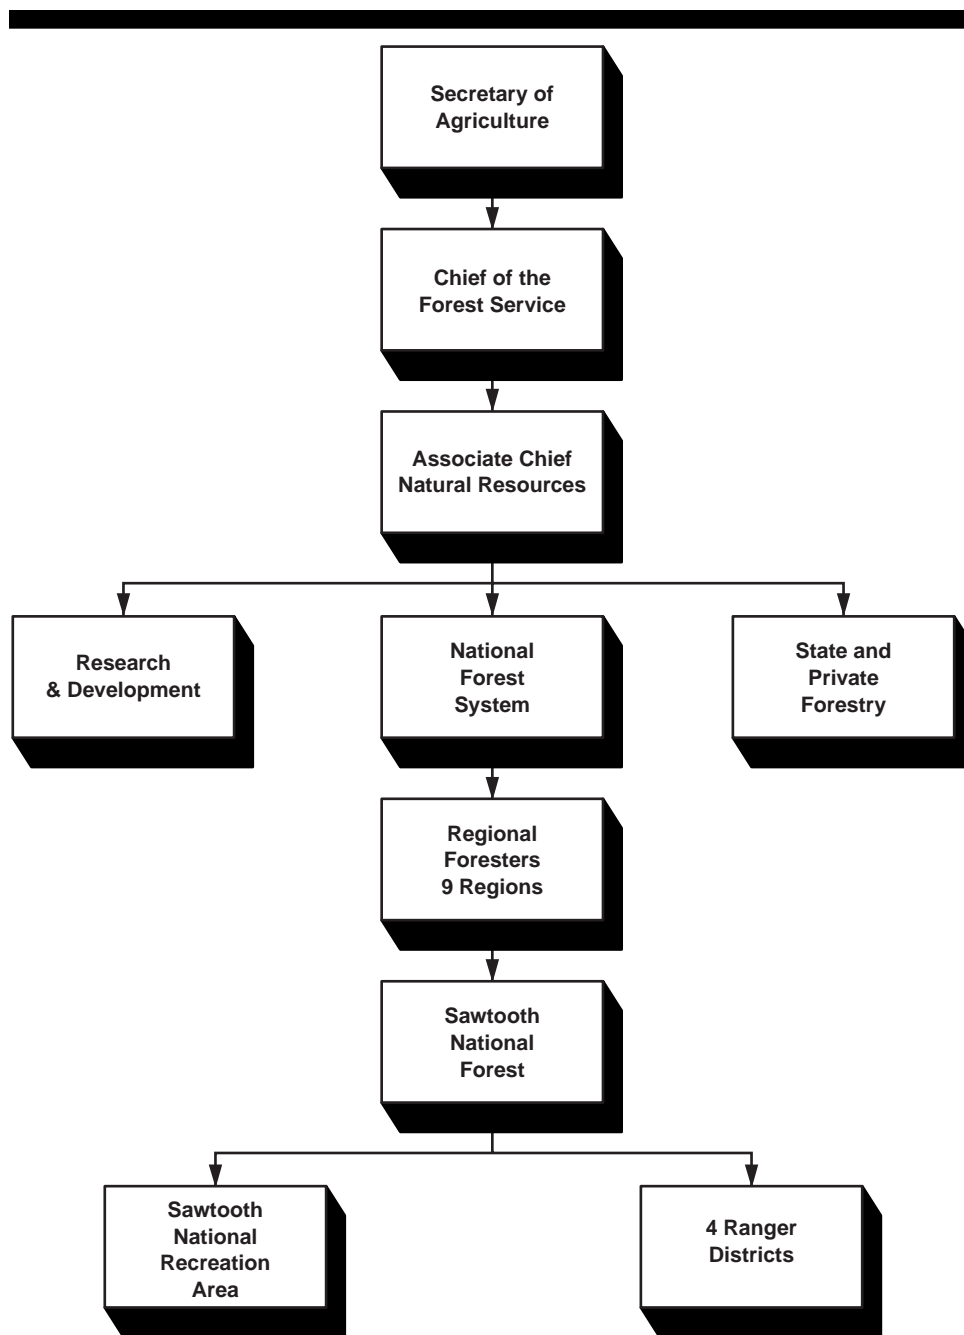 Secretary of
Agriculture
Chief of the
Forest Service
Associate Chief
Natural Resources
Research
& Development
National
Forest
System
State and
Private
Forestry
Regional
Foresters
9 Regions
Sawtooth
National
Forest
Sawtooth
National
Recreation
Area
4 Ranger
Districts